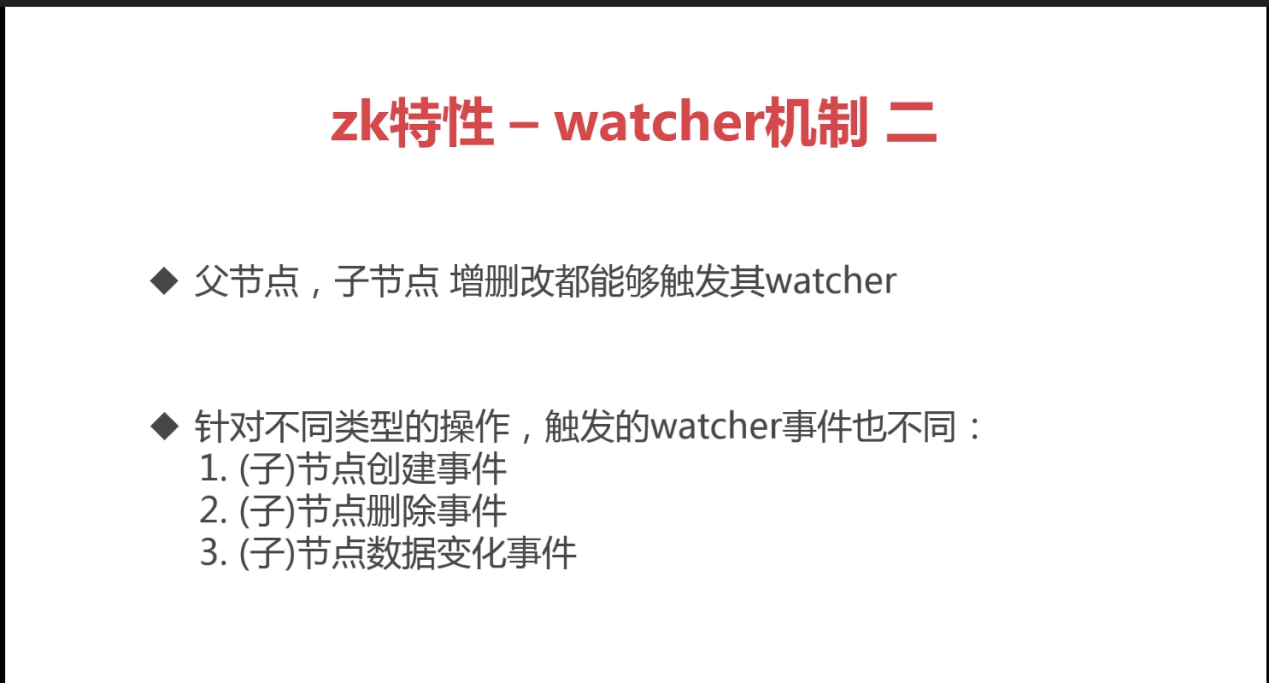 zk特性 – watcher机制 二
◆ 父节点，子节点 增删改都能够触发其watcher
◆ 针对不同类型的操作，触发的watcher事件也不同：
1. (子)节点创建事件
2. (子)节点删除事件
3. (子)节点数据变化事件